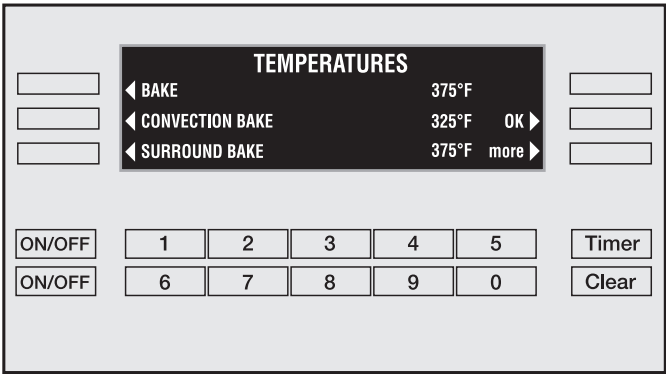 TEMPERATURES
BAKE 375°F
CONVECTION BAKE 325°F OK
SURROUND BAKE 375°F more
ON/OFF 1 2 3 4 5 Timer
ON/OFF 6 7 8 9 0 Clear